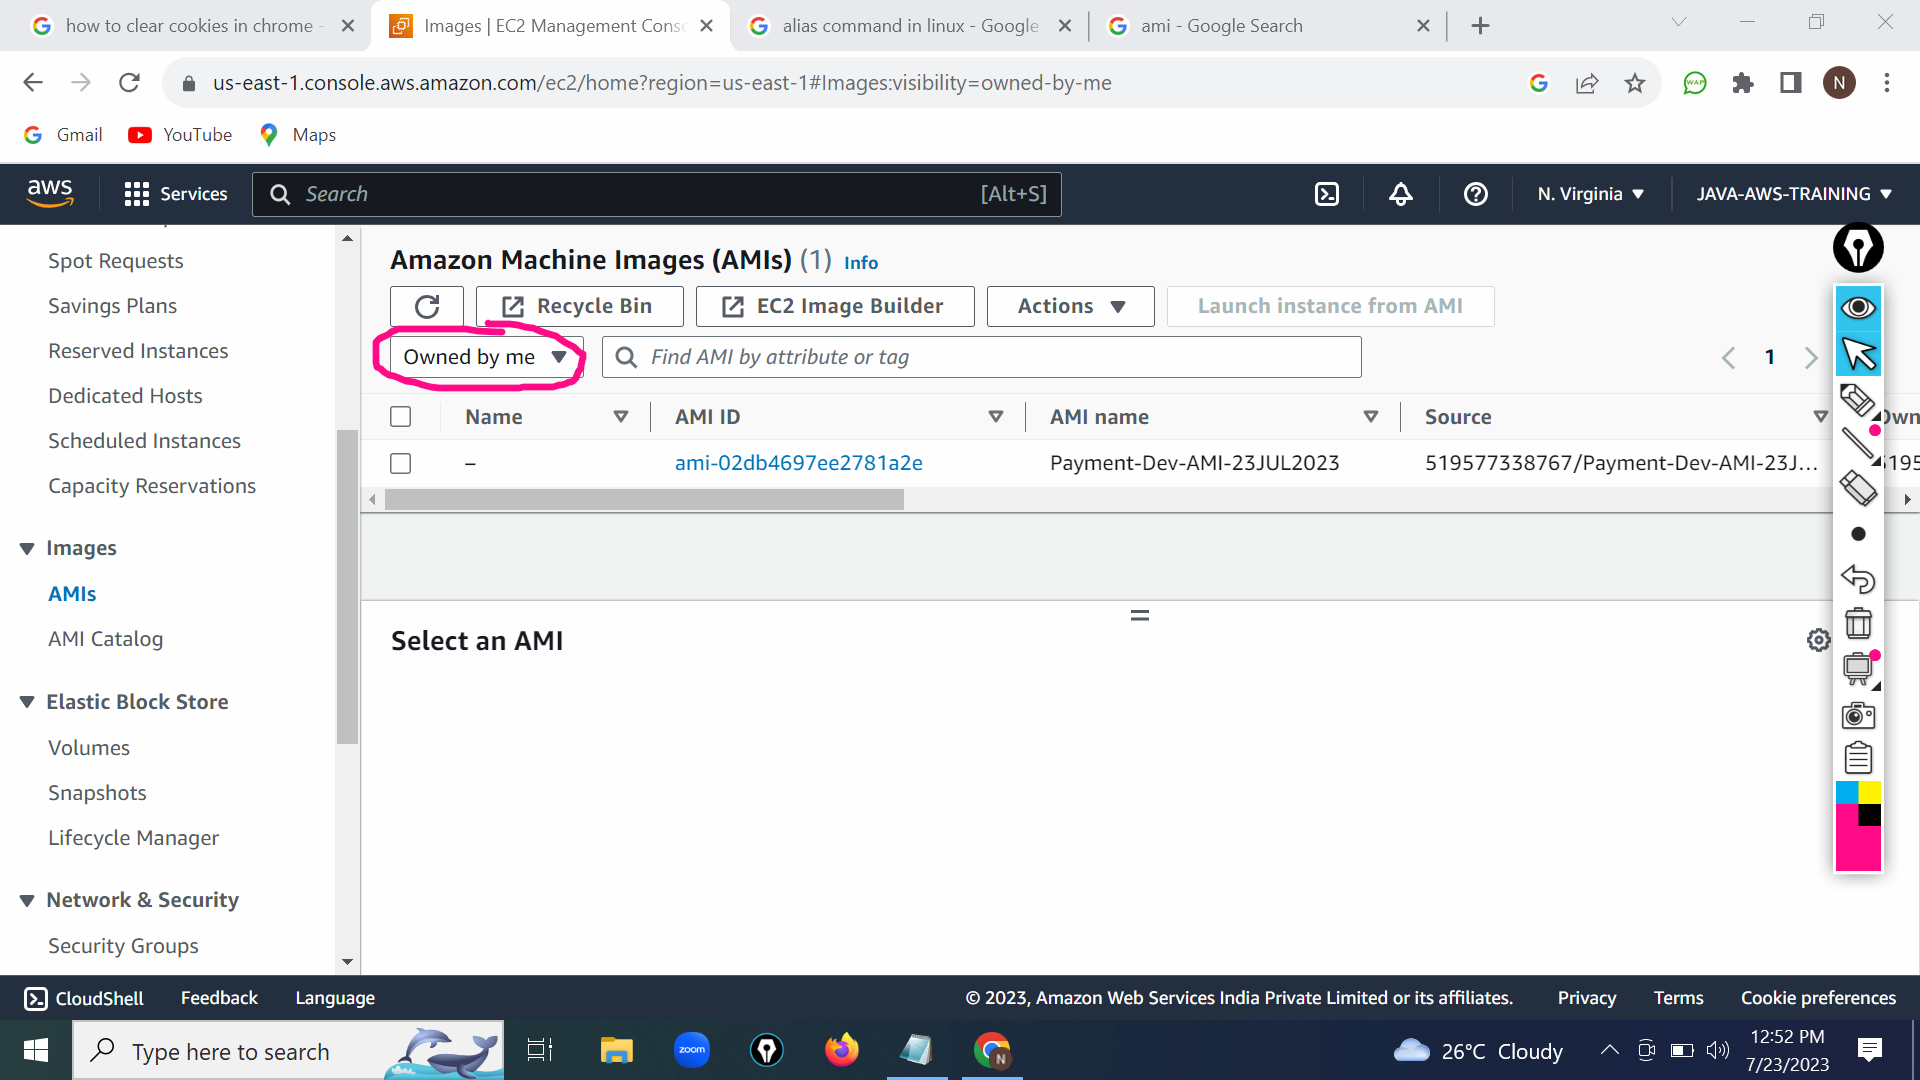 how to clear cookies in chrome -
Images | EC2 Management Conso
alias command in linux - Google
ami - Google Search
us-east-1.console.aws.amazon.com/ec2/home?region=us-east-1#Images:visibility=owned-by-me
N
Gmail
YouTube
Maps
aws
Services
Search
[Alt+S]
N. Virginia
JAVA-AWS-TRAINING
Spot Requests
Savings Plans
Reserved Instances
Dedicated Hosts
Scheduled Instances
Capacity Reservations
Images
AMIs
AMI Catalog
Elastic Block Store
Volumes
Snapshots
Lifecycle Manager
Network & Security
Security Groups
Amazon Machine Images (AMIs) (1) Info
Recycle Bin
EC2 Image Builder
Actions
Launch instance from AMI
Owned by me
Find AMI by attribute or tag
1
Name
AMI ID
AMI name
Source
Own
–
ami-02db4697ee2781a2e
Payment-Dev-AMI-23JUL2023
519577338767/Payment-Dev-AMI-23J...
5195
Select an AMI
CloudShell
Feedback
Language
© 2023, Amazon Web Services India Private Limited or its affiliates.
Privacy
Terms
Cookie preferences
Type here to search
zoom
N
26°C Cloudy
12:52 PM
7/23/2023